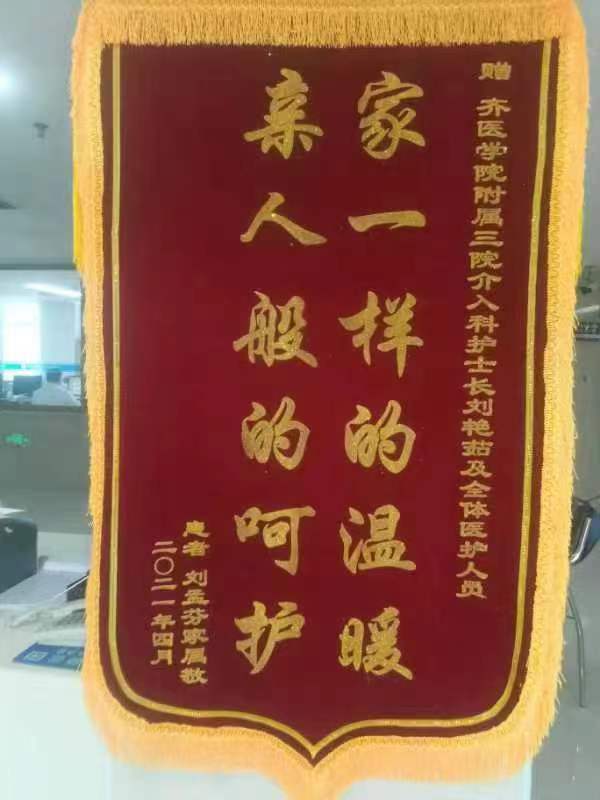 赠 齐医学院附属三院介入科护士长刘艳茹及全体医护人员
家一样的温暖
亲人般的呵护
患者 刘孟芬家属敬
二〇二一年四月